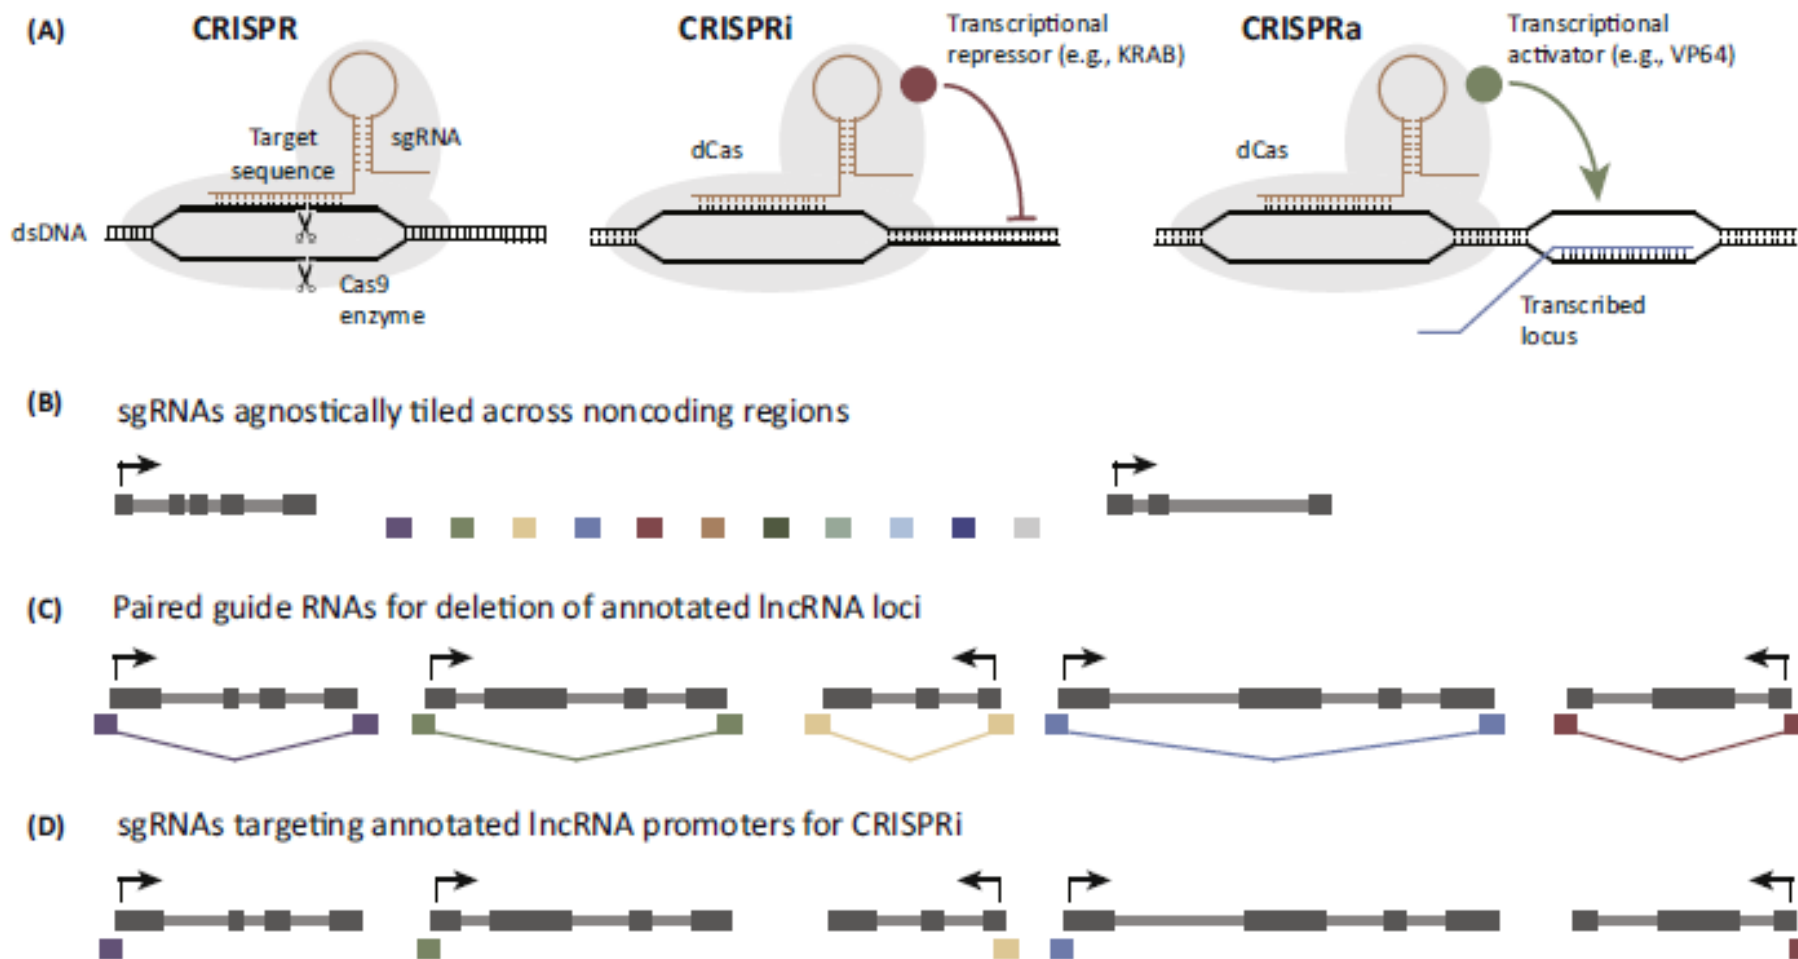 (A)
CRISPR
CRISPRi
Transcriptional
repressor (e.g., KRAB)
CRISPRa
Transcriptional
activator (e.g., VP64)
Target
sequence
sgRNA
dCas
dCas
dsDNA
Cas9
enzyme
Transcribed
locus
(B)
sgRNAs agnostically tiled across noncoding regions
(C)
Paired guide RNAs for deletion of annotated lncRNA loci
(D)
sgRNAs targeting annotated lncRNA promoters for CRISPRi